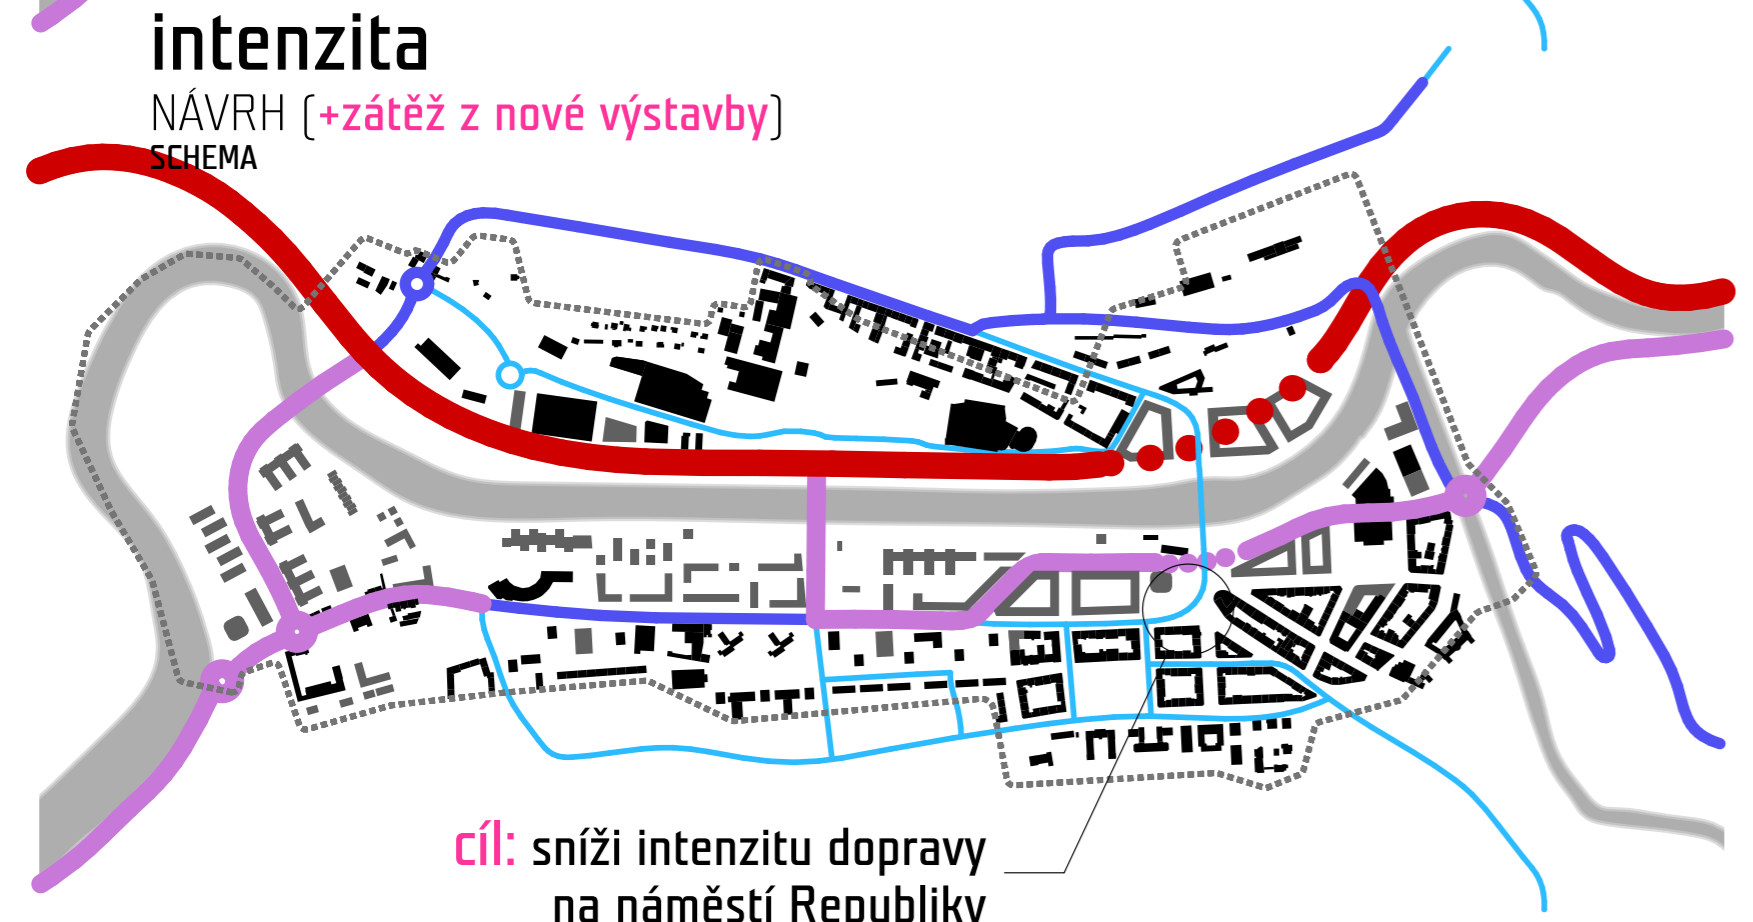 intenzita
NÁVRH (+zátěž z nové výstavby)
SCHEMA
cíl: sníži intenzitu dopravy
na náměstí Republiky